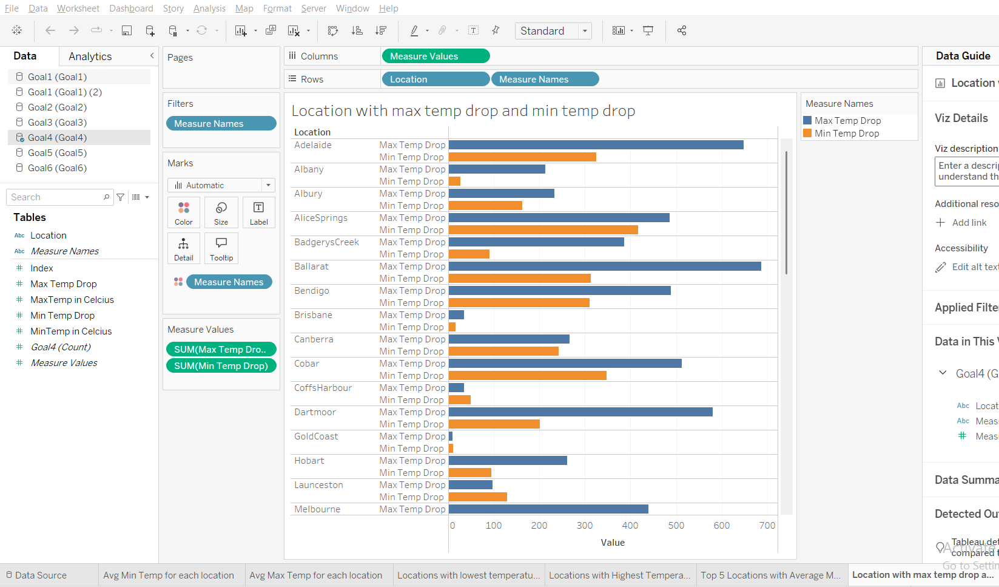 File Data Worksheet Dashboard Story Analysis Map Format Server Window Help
Standard
Data
Analytics
Goal1 (Goal1)
Goal1 (Goal1) (2)
Goal2 (Goal2)
Goal3 (Goal3)
Goal4 (Goal4)
Goal5 (Goal5)
Goal6 (Goal6)
Search
Tables
Abc Location
Abc Measure Names
# Index
# Max Temp Drop
# MaxTemp in Celcius
# Min Temp Drop
# MinTemp in Celcius
# Goal4 (Count)
# Measure Values
Pages
Filters
Measure Names
Marks
Automatic
Color
Size
Label
Detail
Tooltip
Measure Names
Measure Values
SUM(Max Temp Dro..
SUM(Min Temp Drop)
Columns
Measure Values
Rows
Location
Measure Names
Location with max temp drop and min temp drop
Location
Adelaide Max Temp Drop
Min Temp Drop
Albany Max Temp Drop
Min Temp Drop
Albury Max Temp Drop
Min Temp Drop
AliceSprings Max Temp Drop
Min Temp Drop
BadgerysCreek Max Temp Drop
Min Temp Drop
Ballarat Max Temp Drop
Min Temp Drop
Bendigo Max Temp Drop
Min Temp Drop
Brisbane Max Temp Drop
Min Temp Drop
Canberra Max Temp Drop
Min Temp Drop
Cobar Max Temp Drop
Min Temp Drop
CoffsHarbour Max Temp Drop
Min Temp Drop
Dartmoor Max Temp Drop
Min Temp Drop
GoldCoast Max Temp Drop
Min Temp Drop
Hobart Max Temp Drop
Min Temp Drop
Launceston Max Temp Drop
Min Temp Drop
Melbourne Max Temp Drop
0 100 200 300 400 500 600 700
Value
Measure Names
Max Temp Drop
Min Temp Drop
Data Guide
Location w
Viz Details
Viz description
Enter a descrip
understand th
Additional reso
Add link
Accessibility
Edit alt text
Applied Filte
Data in This V
Goal4 (G
Abc Locat
Abc Meas
# Meas
Data Summa
Detected Ou
Tableau det
compared t
Activate
Go to Settin
Data Source
Avg Min Temp for each location
Avg Max Temp for each location
Locations with lowest temperatu...
Locations with Highest Tempera...
Top 5 Locations with Average M...
Location with max temp drop a...